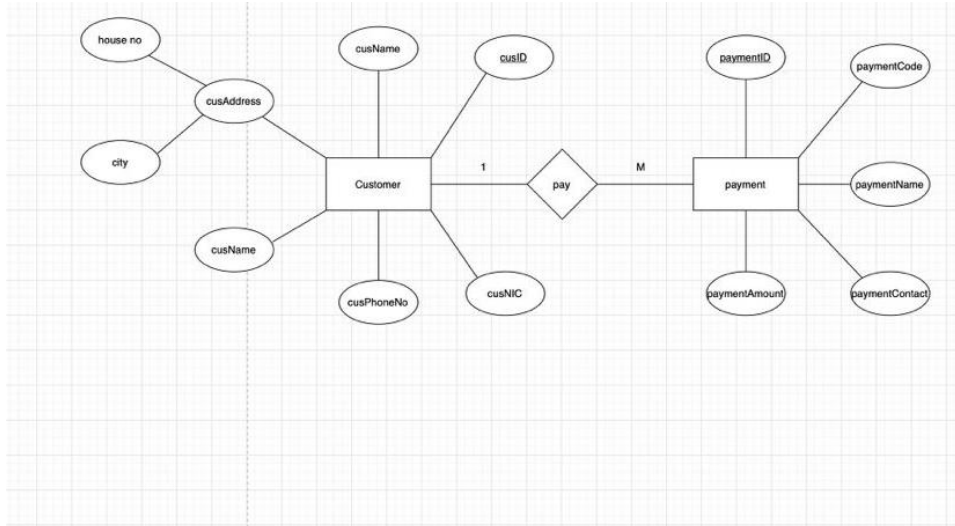 house no
cusName
cusID
paymentID
paymentCode
cusAddress
city
1
M
Customer
pay
payment
paymentName
cusName
cusPhoneNo
cusNIC
paymentAmount
paymentContact